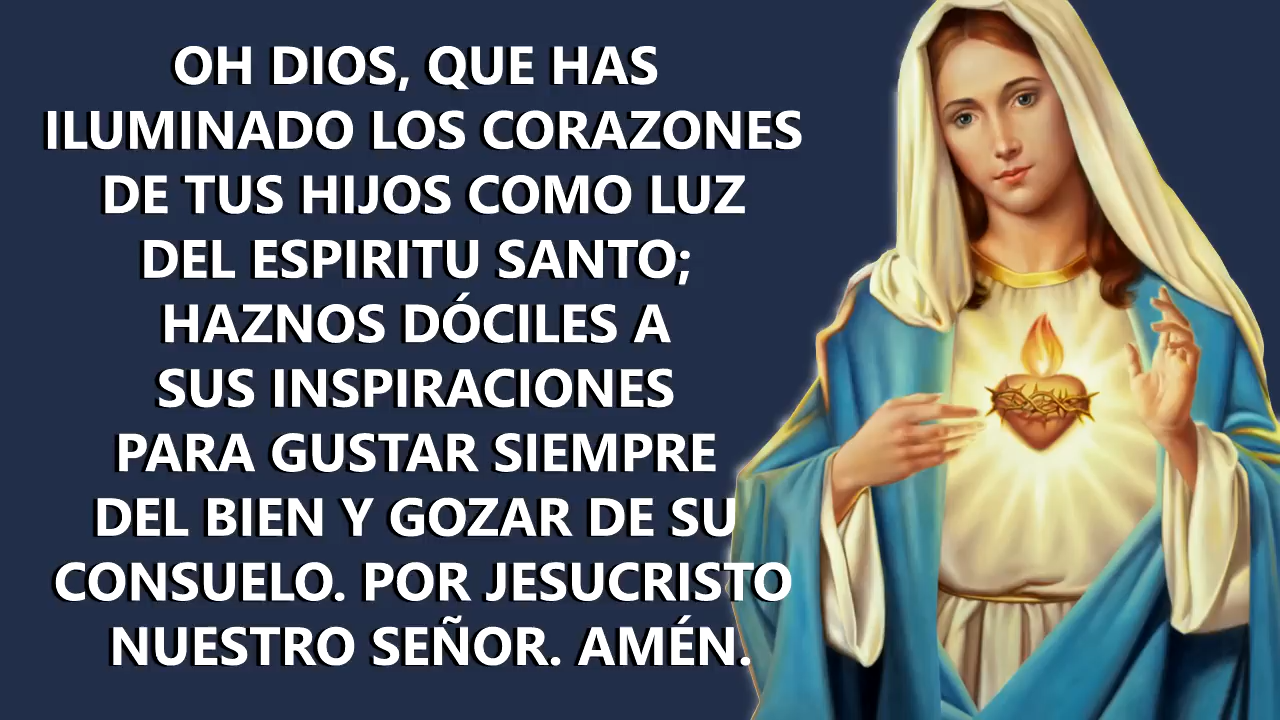 OH DIOS, QUE HAS
ILUMINADO LOS CORAZONES
DE TUS HIJOS COMO LUZ
DEL ESPIRITU SANTO;
HAZNOS DÓCILES A
SUS INSPIRACIONES
PARA GUSTAR SIEMPRE
DEL BIEN Y GOZAR DE SU
CONSUELO. POR JESUCRISTO
NUESTRO SEÑOR. AMÉN.